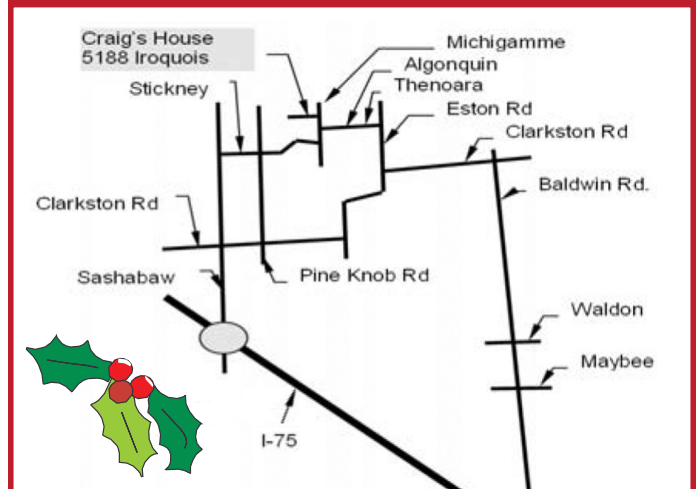 Craig's House
5188 Iroquois
Michigamme
Algonquin
Thenoara
Stickney
Eston Rd
Clarkston Rd
Baldwin Rd.
Clarkston Rd
Sashabaw
Pine Knob Rd
Waldon
Maybee
I-75